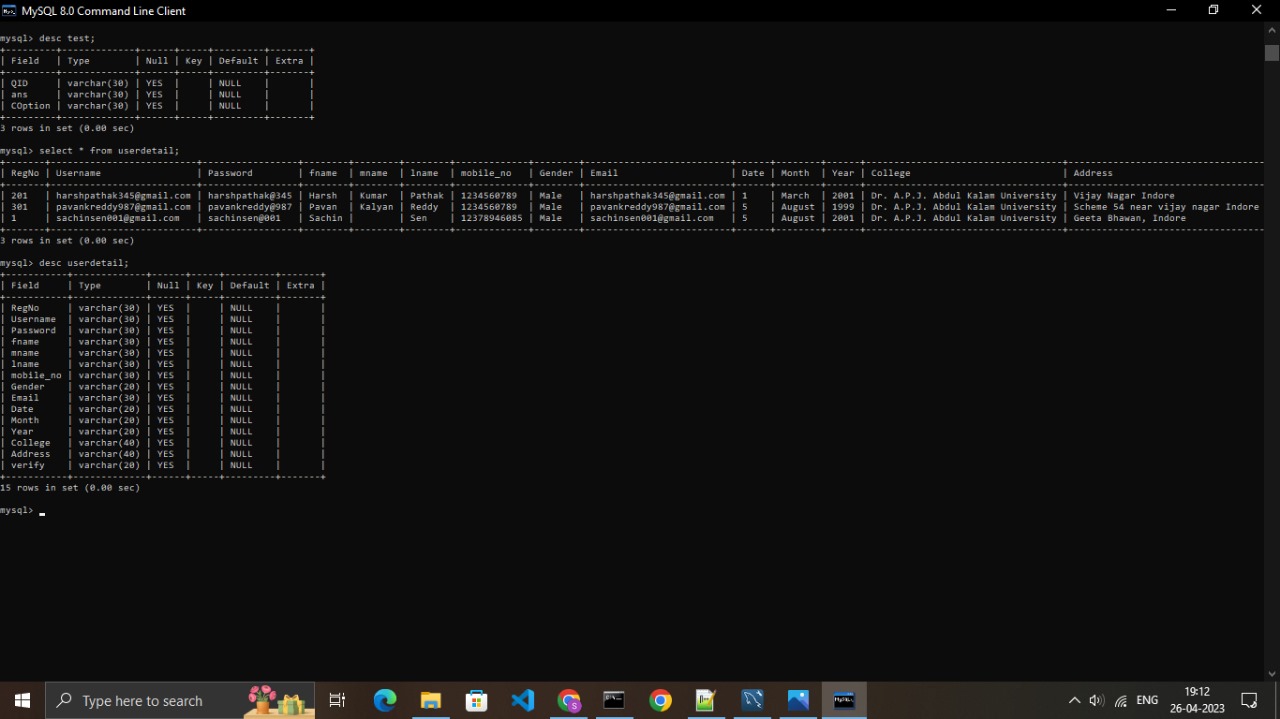 MySQL 8.0 Command Line Client
mysql> desc test;
+---------+-------------+------+-----+---------+-------+
| Field   | Type        | Null | Key | Default | Extra |
+---------+-------------+------+-----+---------+-------+
| QID     | varchar(30) | YES  |     | NULL    |       |
| ans     | varchar(30) | YES  |     | NULL    |       |
| COption | varchar(30) | YES  |     | NULL    |       |
+---------+-------------+------+-----+---------+-------+
3 rows in set (0.00 sec)
mysql> select * from userdetail;
| RegNo | Username                | Password         | fname  | mname  | lname  | mobile_no   | Gender | Email                   | Date | Month  | Year | College                          | Address
| 201   | harshpathak345@gmail.com | harshpathak@345 | Harsh  | Kumar  | Pathak | 1234560789  | Male   | harshpathak345@gmail.com | 1    | March  | 2001 | Dr. A.P.J. Abdul Kalam University | Vijay Nagar Indore
| 301   | pavankreddy987@gmail.com | pavankreddy@987 | Pavan  | Kalyan | Reddy  | 1234560789  | Male   | pavankreddy987@gmail.com | 5    | August | 1999 | Dr. A.P.J. Abdul Kalam University | Scheme 54 near vijay nagar Indore
| 1     | sachinsen001@gmail.com   | sachinsen@001   | Sachin |        | Sen    | 12378946085 | Male   | sachinsen001@gmail.com   | 5    | August | 2001 | Dr. A.P.J. Abdul Kalam University | Geeta Bhawan, Indore
3 rows in set (0.00 sec)
mysql> desc userdetail;
+-----------+-------------+------+-----+---------+-------+
| Field     | Type        | Null | Key | Default | Extra |
+-----------+-------------+------+-----+---------+-------+
| RegNo     | varchar(30) | YES  |     | NULL    |       |
| Username  | varchar(30) | YES  |     | NULL    |       |
| Password  | varchar(30) | YES  |     | NULL    |       |
| fname     | varchar(30) | YES  |     | NULL    |       |
| mname     | varchar(30) | YES  |     | NULL    |       |
| lname     | varchar(30) | YES  |     | NULL    |       |
| mobile_no | varchar(30) | YES  |     | NULL    |       |
| Gender    | varchar(20) | YES  |     | NULL    |       |
| Email     | varchar(30) | YES  |     | NULL    |       |
| Date      | varchar(20) | YES  |     | NULL    |       |
| Month     | varchar(20) | YES  |     | NULL    |       |
| Year      | varchar(20) | YES  |     | NULL    |       |
| College   | varchar(40) | YES  |     | NULL    |       |
| Address   | varchar(40) | YES  |     | NULL    |       |
| verify    | varchar(20) | YES  |     | NULL    |       |
+-----------+-------------+------+-----+---------+-------+
15 rows in set (0.00 sec)
mysql> _
Type here to search
ENG
19:12
26-04-2023